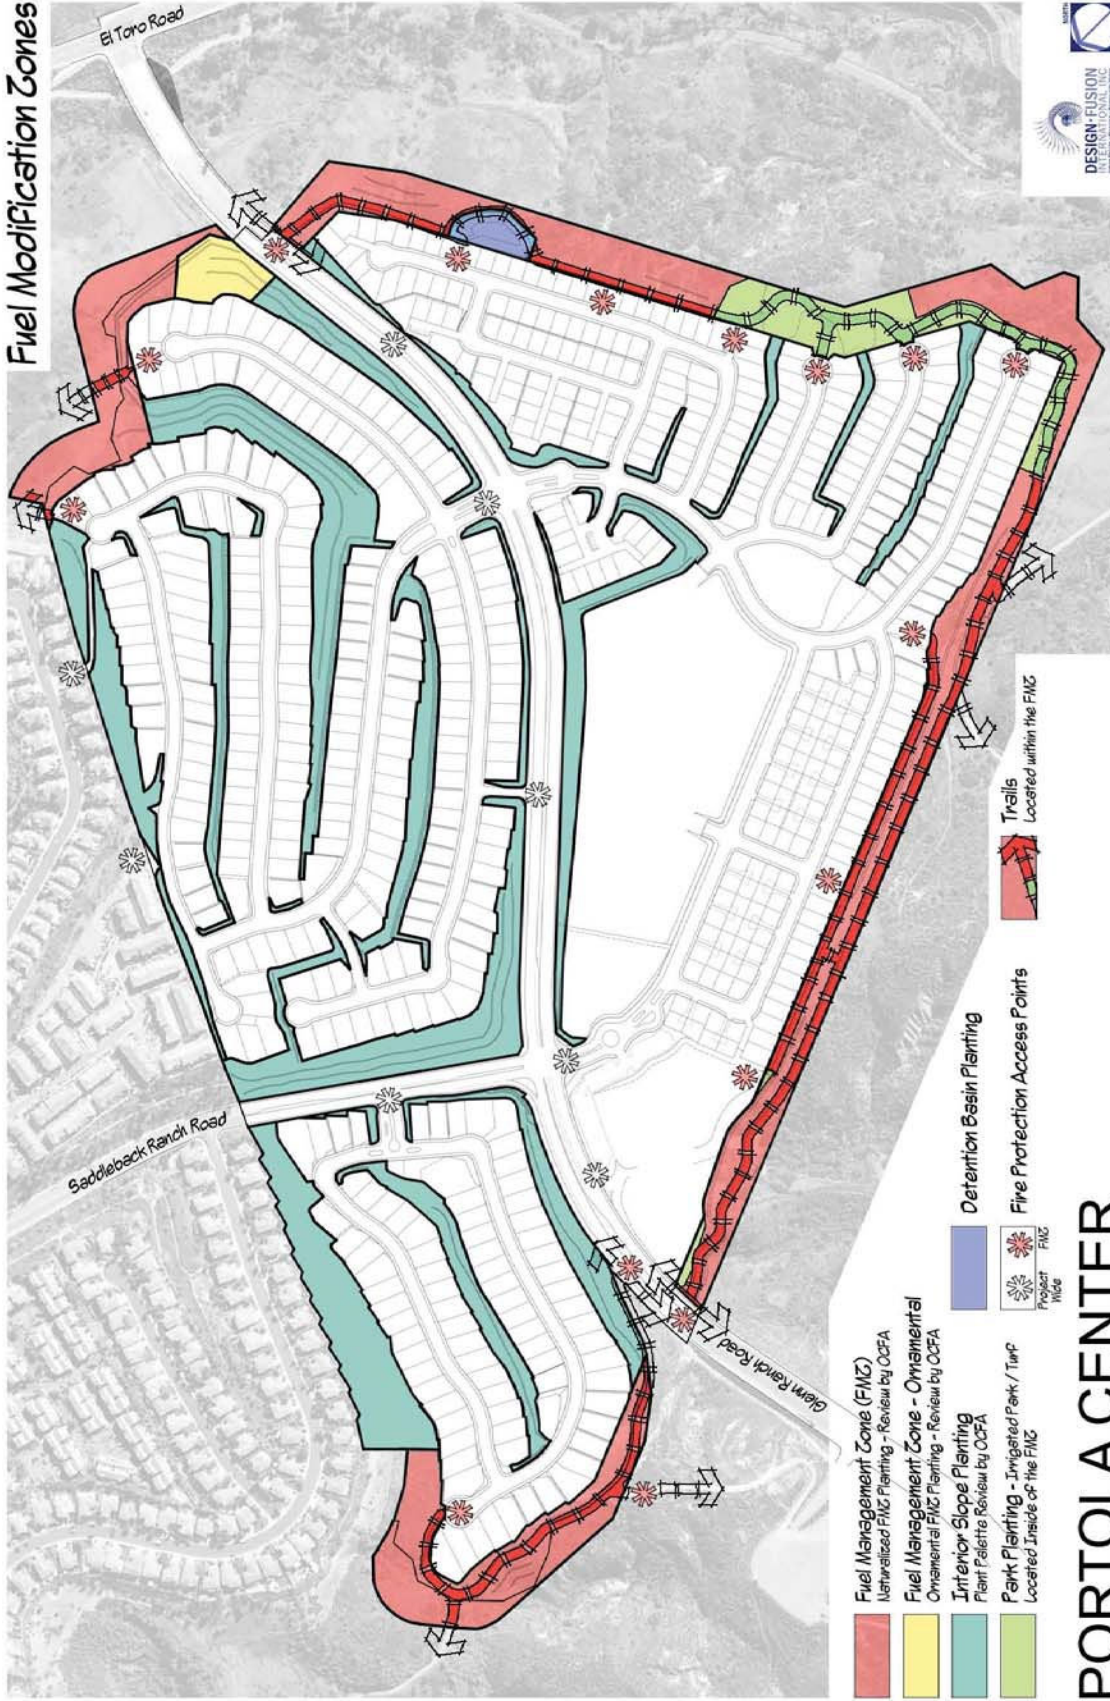 Fuel Modification Zones
El Toro Road
NORTH
DESIGN·FUSION
INTERNATIONAL, INC
Saddleback Ranch Road
Glenn Ranch Road
Fuel Management Zone (FMZ)
Naturalized FMZ Planting - Review by OCFA
Fuel Management Zone - Ornamental
Ornamental FMZ Planting - Review by OCFA
Interior Slope Planting
Plant Palette Review by OCFA
Park Planting - Irrigated Park / Turf
Located Inside of the FMZ
Detention Basin Planting
Project
Wide
FMZ
Fire Protection Access Points
Trails
Located within the FMZ
PORTOLA CENTER